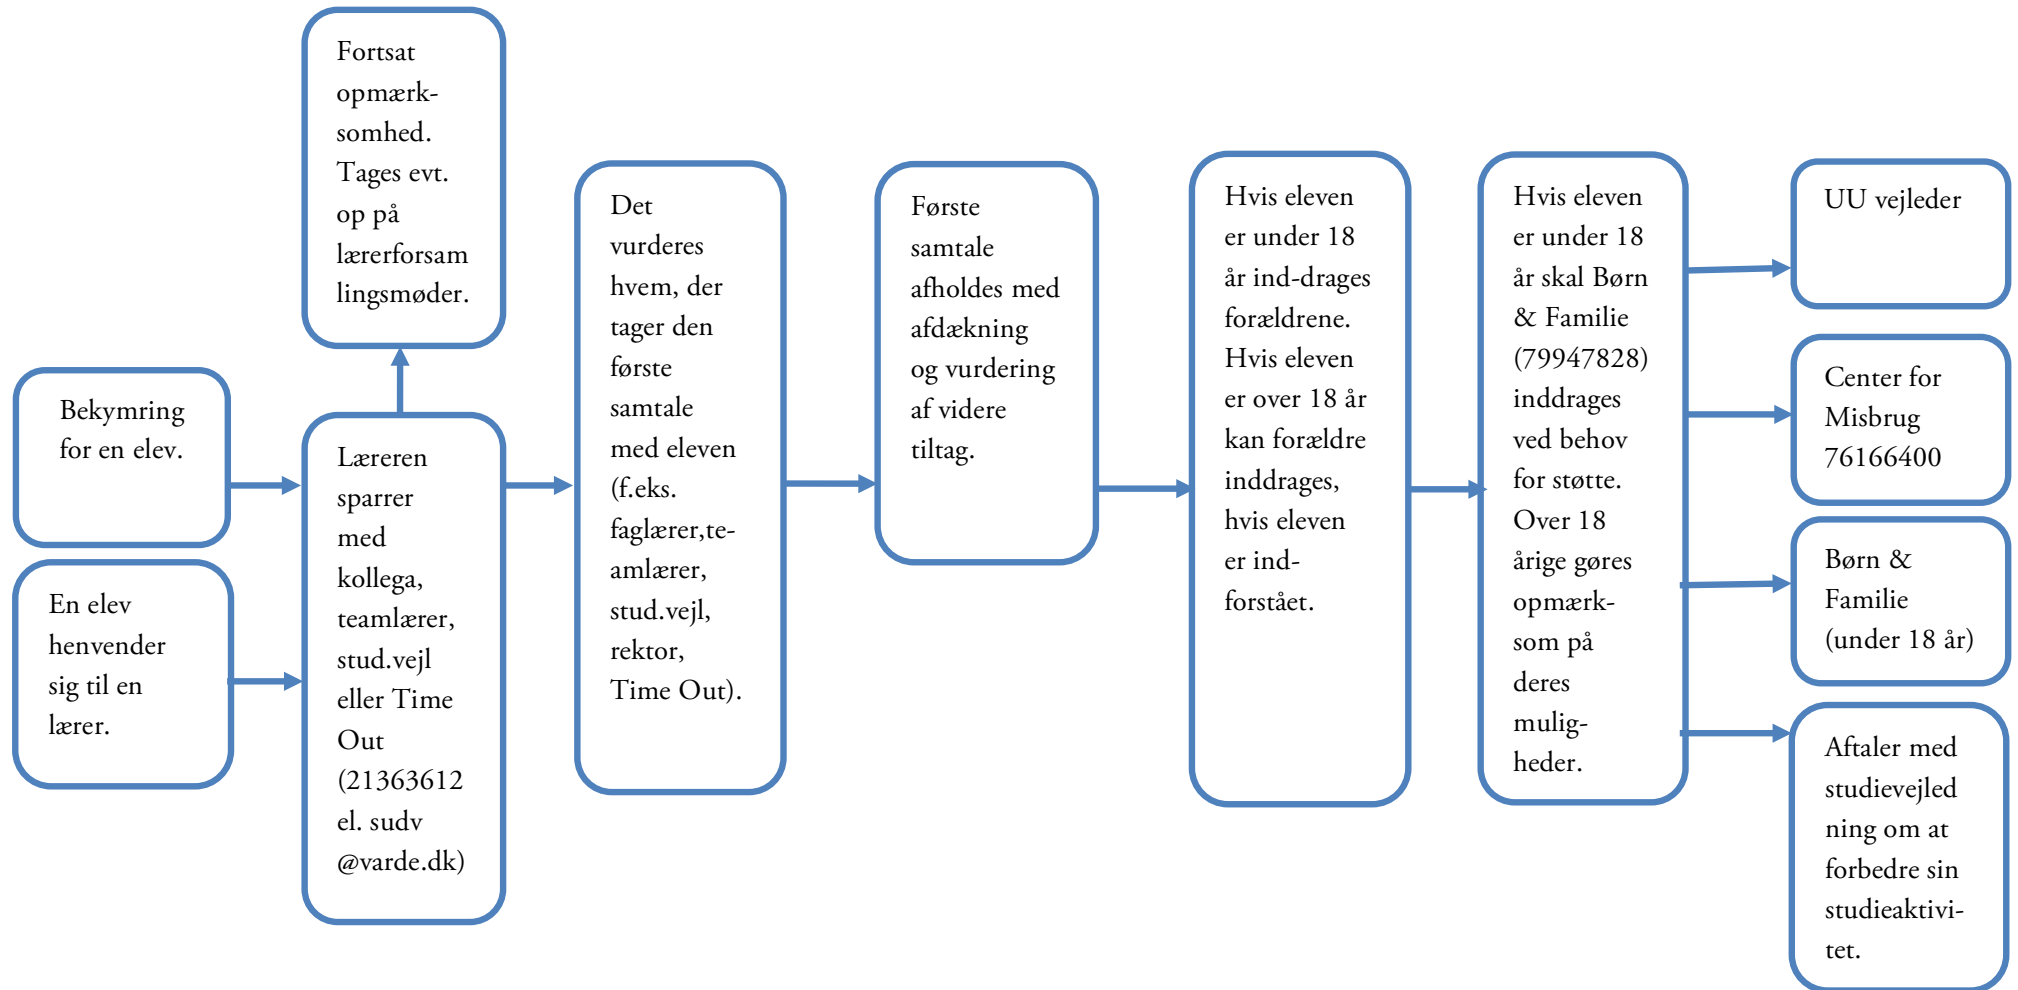 Fortsat
opmærk-
somhed.
Tages evt.
op på
lærerforsam
lingsmøder.
Bekymring
for en elev.
En elev
henvender
sig til en
lærer.
Læreren
sparrer
med
kollega,
teamlærer,
stud.vejl
eller Time
Out
(21363612
el. sudv
@varde.dk)
Det
vurderes
hvem, der
tager den
første
samtale
med eleven
(f.eks.
faglærer,te-
amlærer,
stud.vejl,
rektor,
Time Out).
Første
samtale
afholdes med
afdækning
og vurdering
af videre
tiltag.
Hvis eleven
er under 18
år ind-drages
forældrene.
Hvis eleven
er over 18 år
kan forældre
inddrages,
hvis eleven
er ind-
forstået.
Hvis eleven
er under 18
år skal Børn
& Familie
(79947828)
inddrages
ved behov
for støtte.
Over 18
årige gøres
opmærk-
som på
deres
mulig-
heder.
UU vejleder
Center for
Misbrug
76166400
Børn &
Familie
(under 18 år)
Aftaler med
studievejled
ning om at
forbedre sin
studieaktivi-
tet.